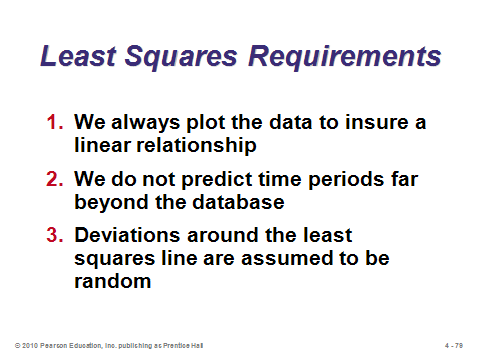 Least Squares Requirements
1. We always plot the data to insure a
linear relationship
2. We do not predict time periods far
beyond the database
3. Deviations around the least
squares line are assumed to be
random
© 2010 Pearson Education, Inc. publishing as Prentice Hall
4 - 79